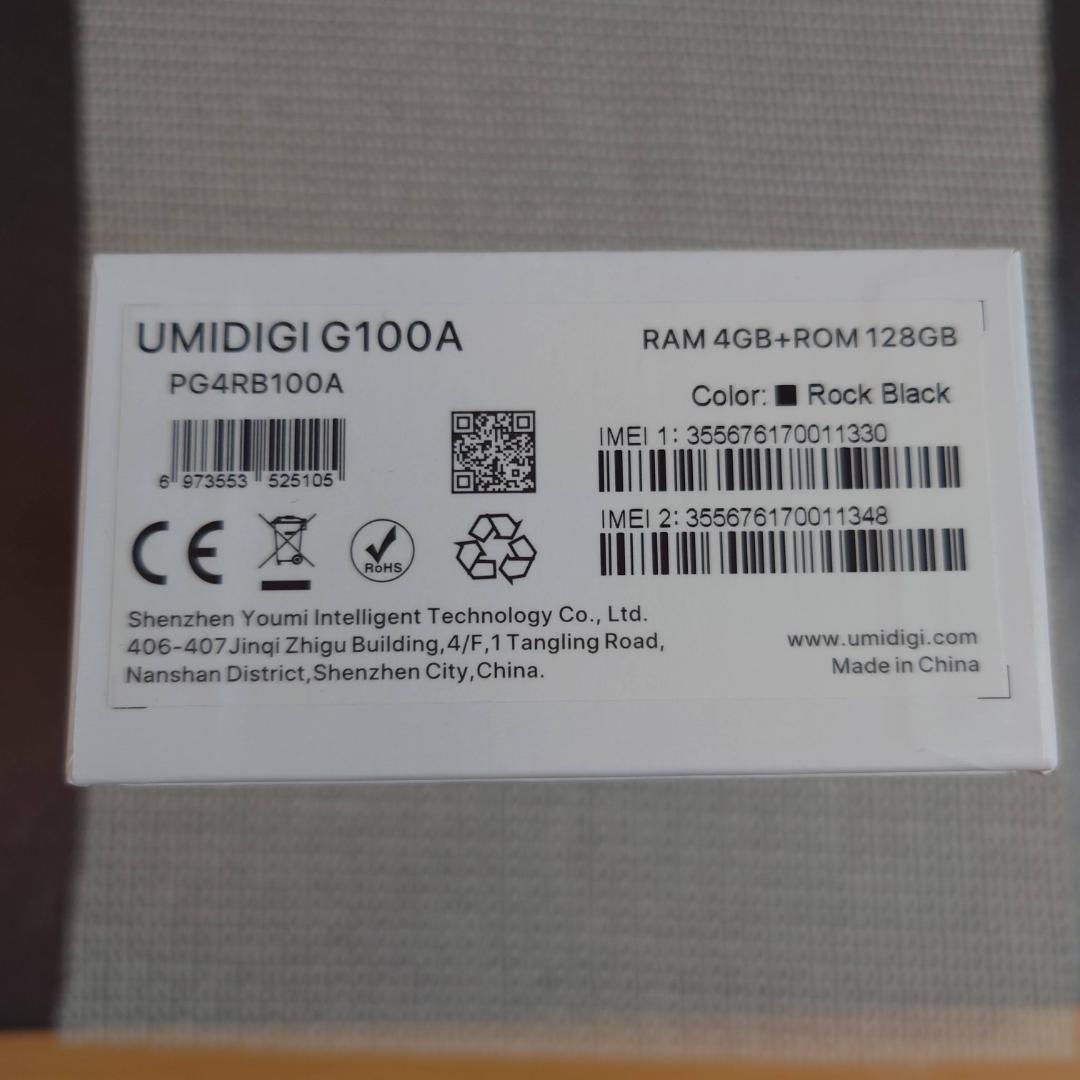 UMIDIGI G100A
RAM 4GB+ROM 128GB
PG4RB100A
Color: ■ Rock Black
6 973553 525105
IMEI 1: 355676170011330
IMEI 2: 355676170011348
CE
RoHS
Shenzhen Youmi Intelligent Technology Co., Ltd.
406-407Jinqi Zhigu Building,4/F,1 Tangling Road,
Nanshan District,Shenzhen City,China.
www.umidigi.com
Made in China